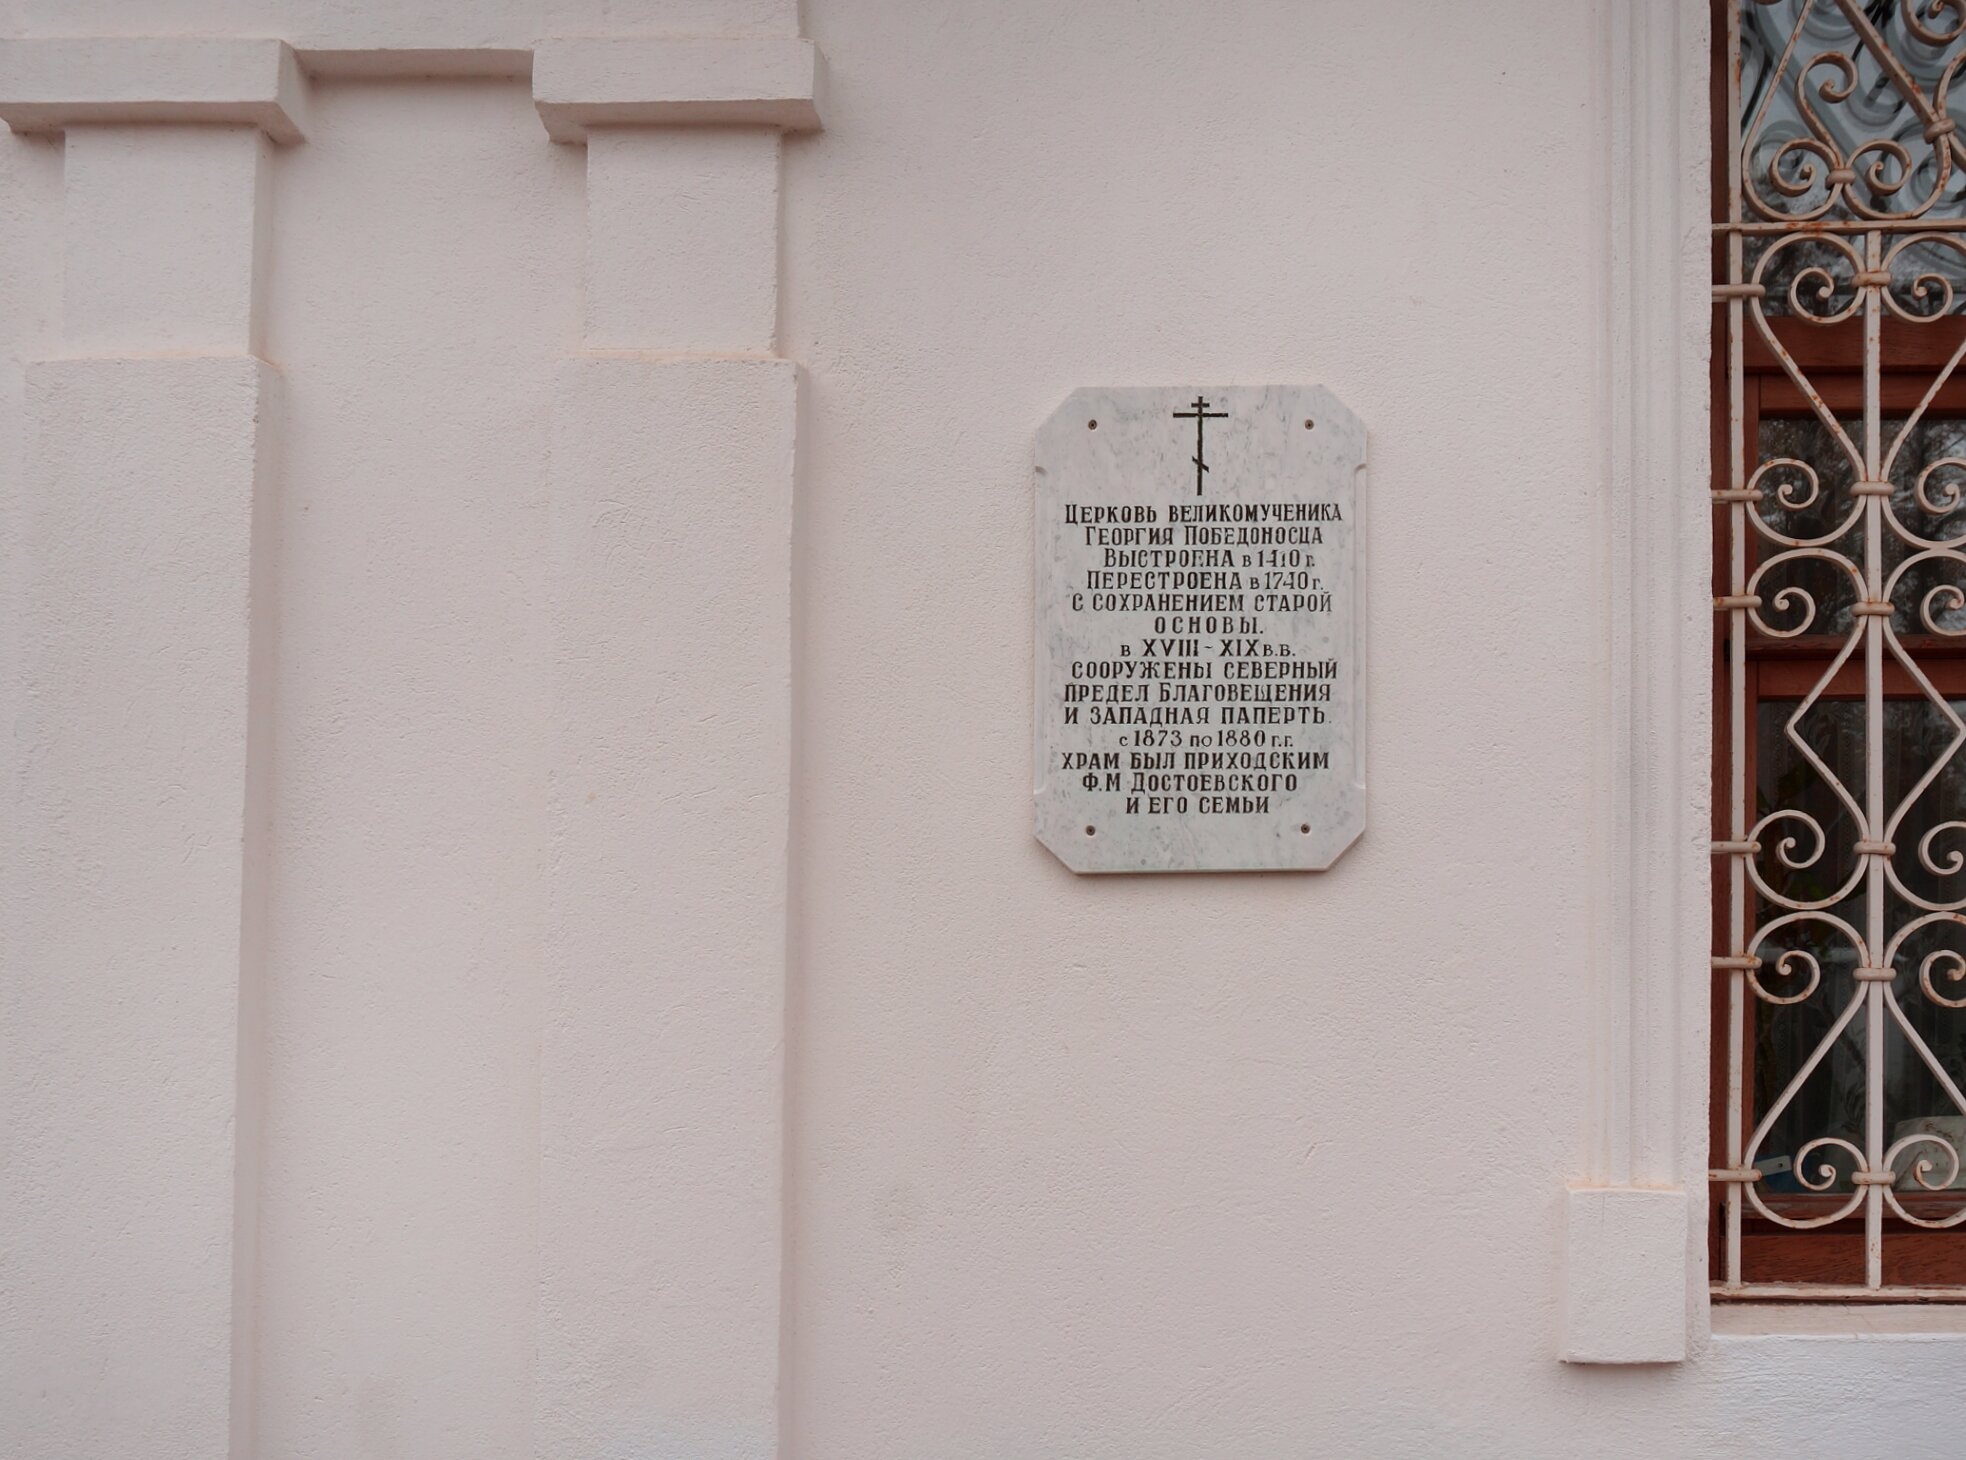 Церковь великомученика
Георгия Победоносца
Выстроена в 1410 г.
перестроена в 1740 г.
с сохранением старой
основы.
в XVIII - XIX в.в.
сооружены северный
предел Благовещения
и западная паперть.
с 1873 по 1880 г.г.
храм был приходским
Ф.М Достоевского
и его семьи